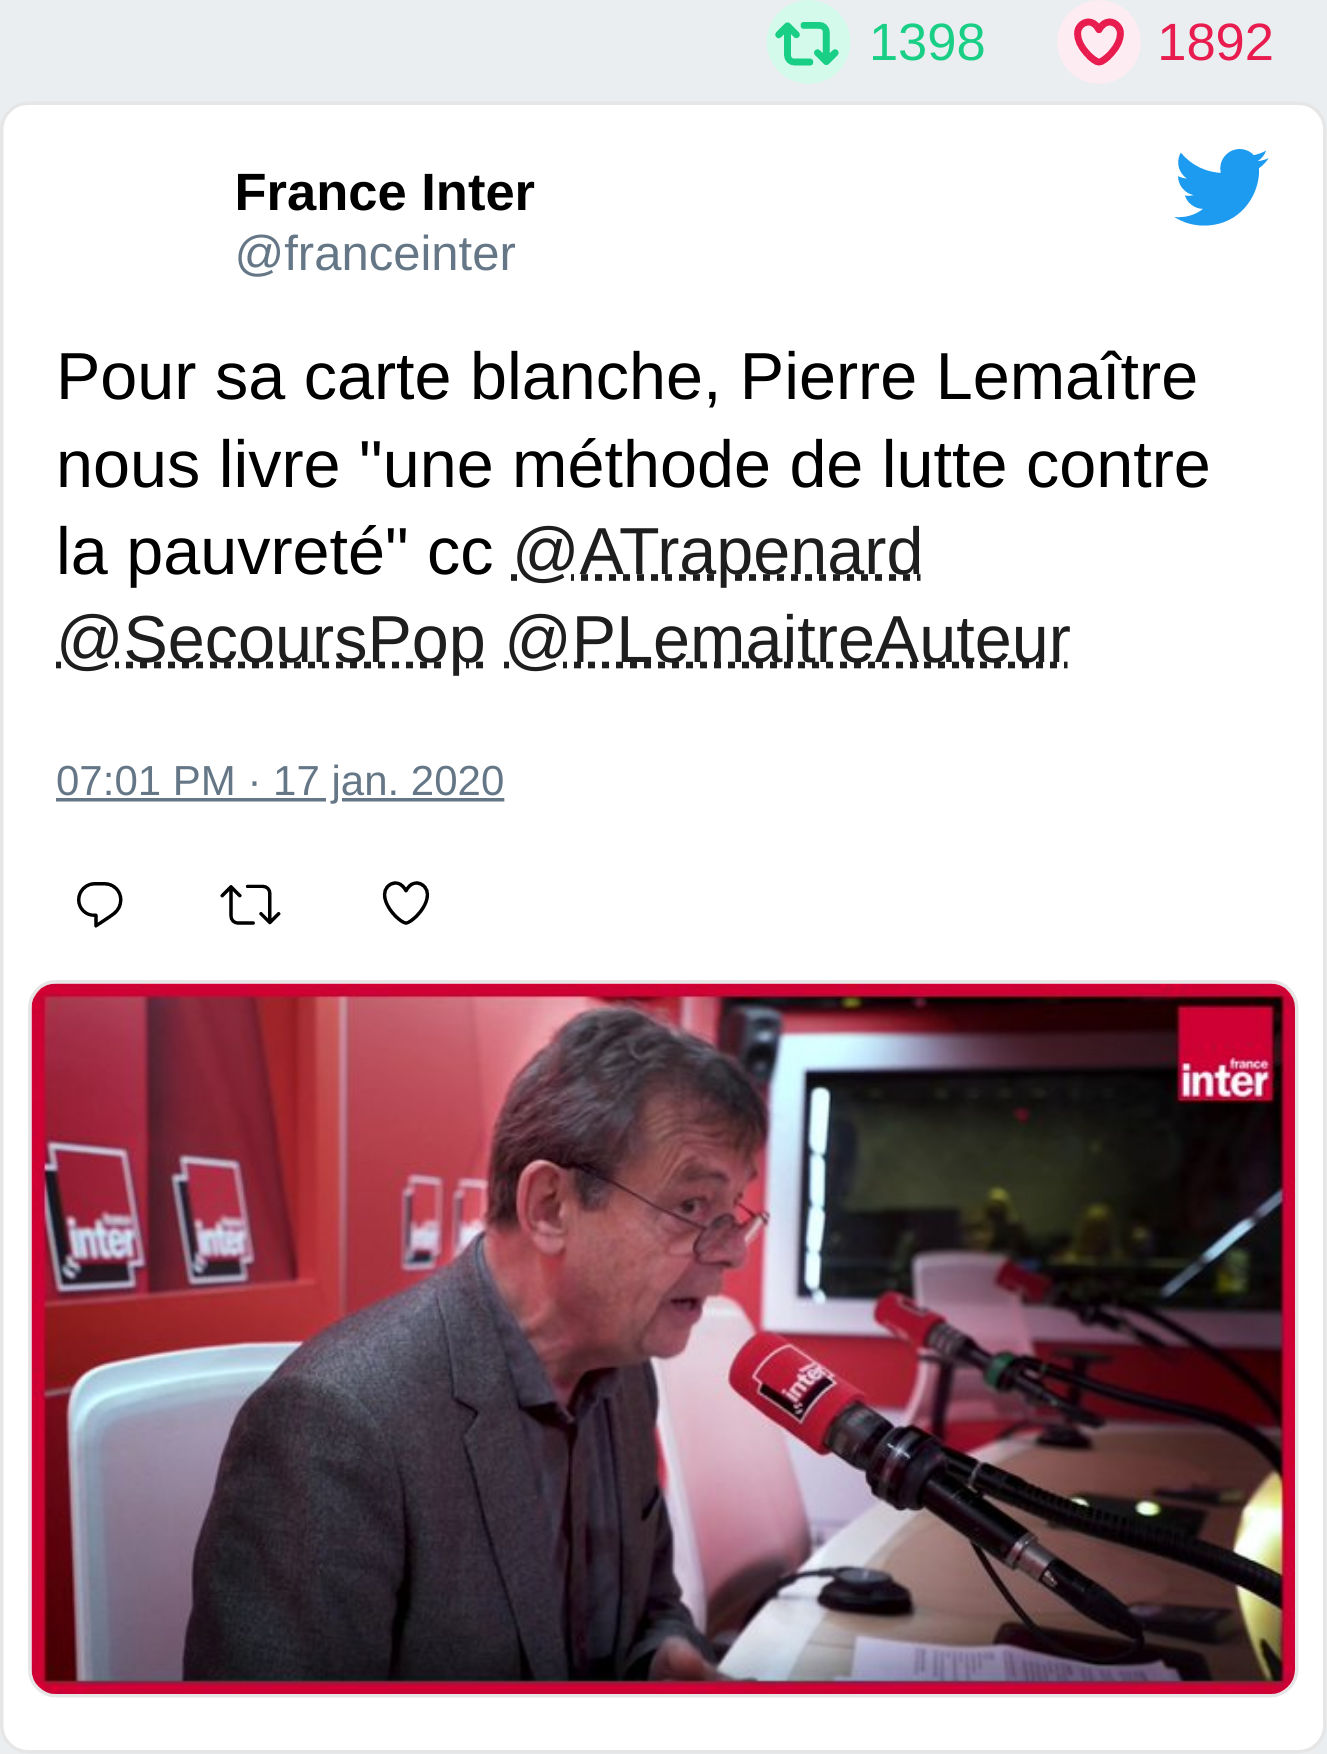 1398 1892
France Inter
@franceinter
Pour sa carte blanche, Pierre Lemaître
nous livre "une méthode de lutte contre
la pauvreté" cc @ATrapenard
@SecoursPop @PLemaitreAuteur
07:01 PM · 17 jan. 2020
france
inter
inter
inter
inter
inter